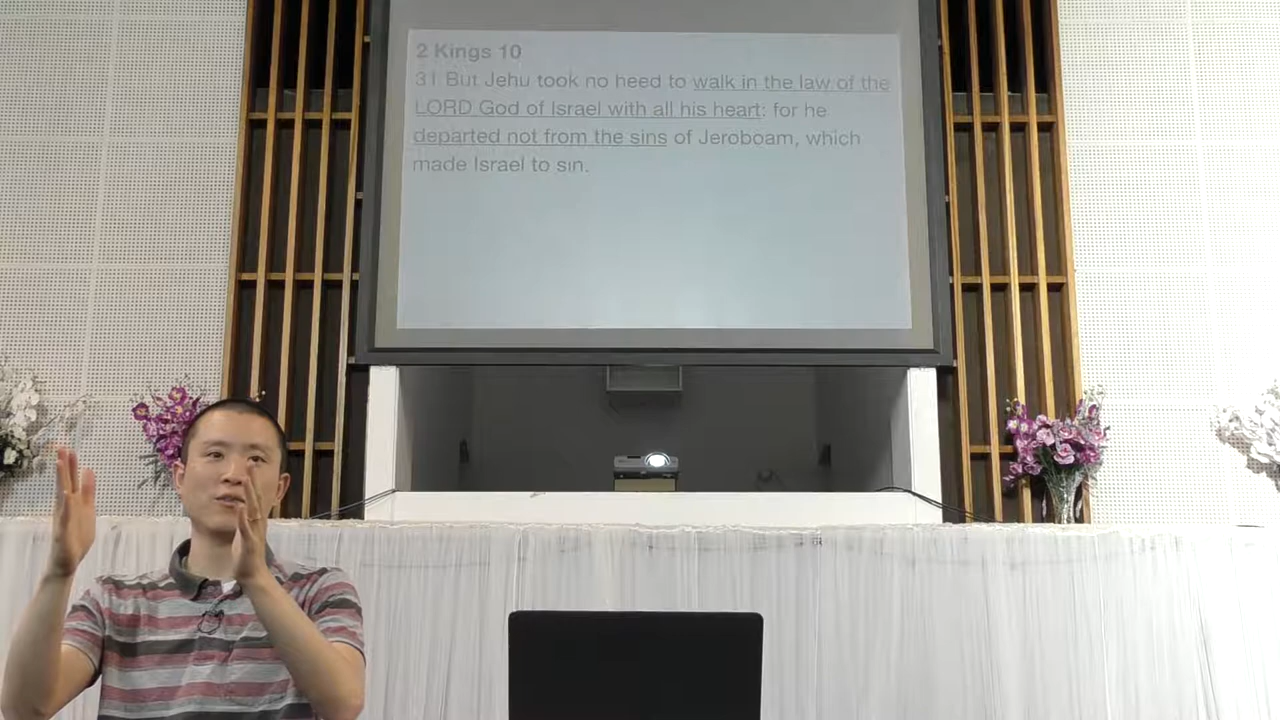 2 Kings 10
31 But Jehu took no heed to walk in the law of the
LORD God of Israel with all his heart: for he
departed not from the sins of Jeroboam, which
made Israel to sin.